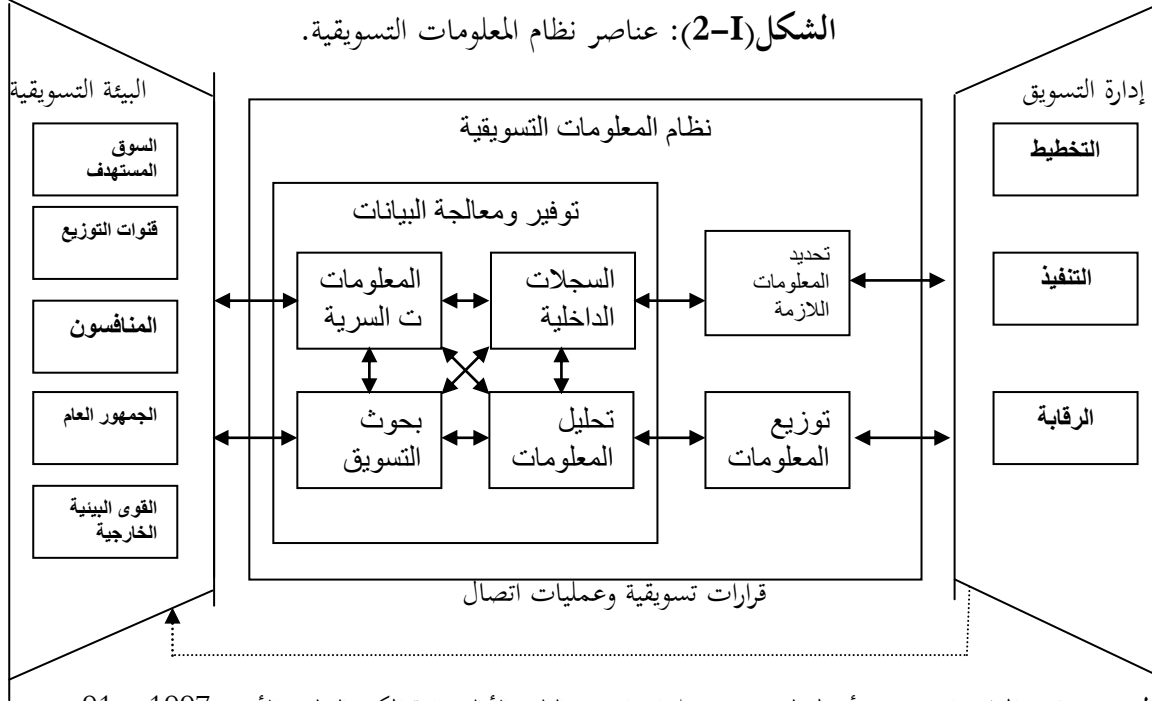 الشكل(I–2): عناصر نظام المعلومات التسويقية.
إدارة التسويق
التخطيط
التنفيذ
الرقابة
نظام المعلومات التسويقية
تحديد
المعلومات
اللازمة
توزيع
المعلومات
توفير ومعالجة البيانات
السجلات
الداخلية
المعلومات
ت السرية
تحليل
المعلومات
بحوث
التسويق
البيئة التسويقية
السوق
المستهدف
قنوات التوزيع
المنافسون
الجمهور العام
القوى البيئية
الخارجية
قرارات تسويقية وعمليات اتصال